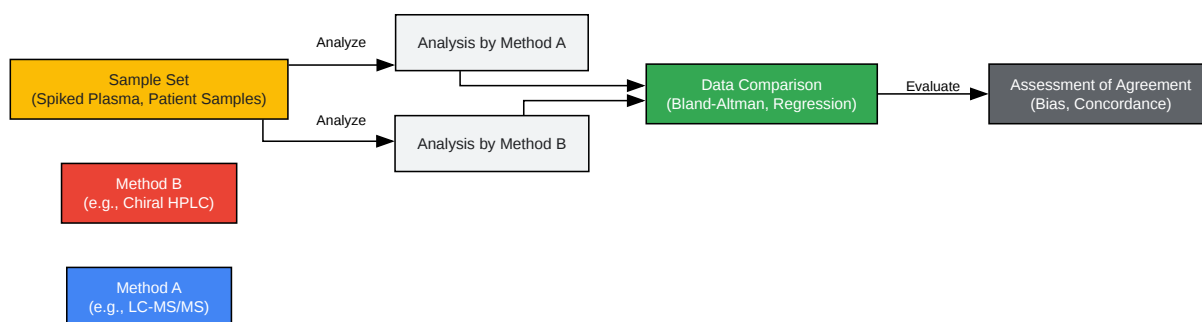 Sample Set
(Spiked Plasma, Patient Samples)
Analyze
Analyze
Analysis by Method A
Analysis by Method B
Data Comparison
(Bland-Altman, Regression)
Evaluate
Assessment of Agreement
(Bias, Concordance)
Method B
(e.g., Chiral HPLC)
Method A
(e.g., LC-MS/MS)